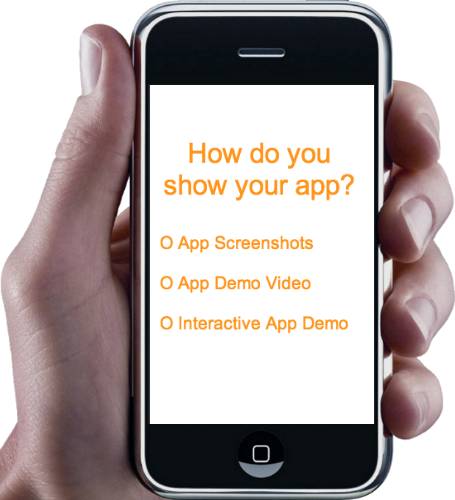 How do you
show your app?
O App Screenshots
O App Demo Video
O Interactive App Demo